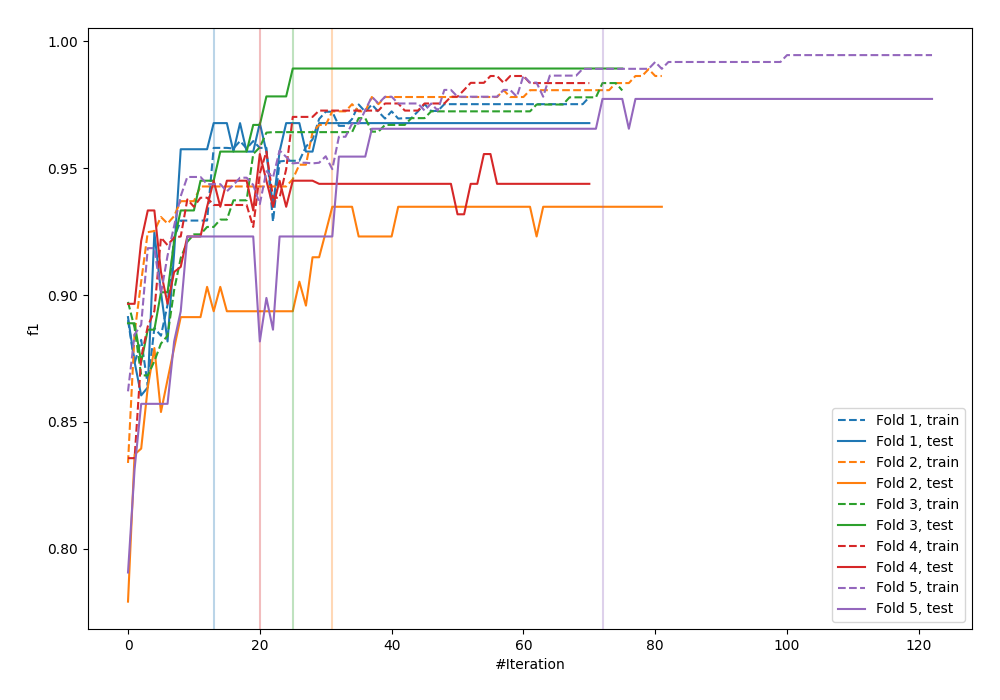 1.00
0.95
0.90
0.85
0.80
f1
0
20
40
60
80
100
120
#Iteration
Fold 1, train
Fold 1, test
Fold 2, train
Fold 2, test
Fold 3, train
Fold 3, test
Fold 4, train
Fold 4, test
Fold 5, train
Fold 5, test